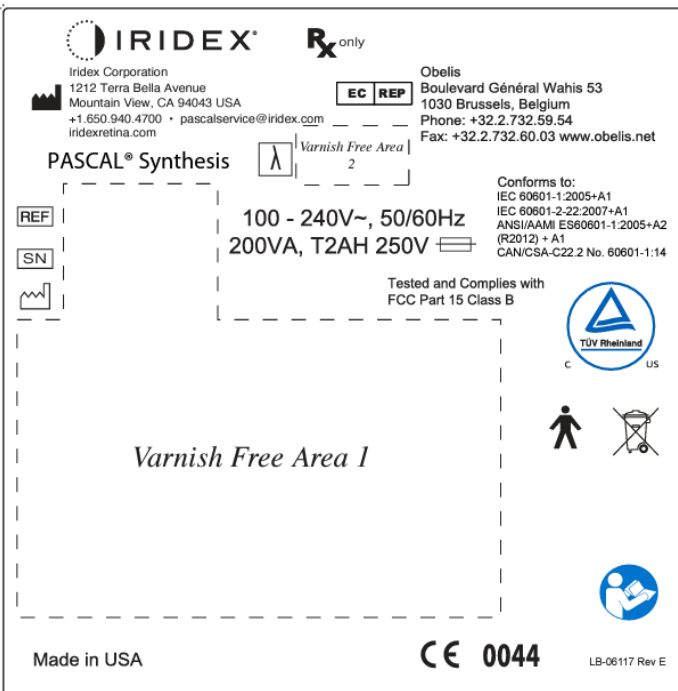 IRIDEX®
Rx only
Iridex Corporation
1212 Terra Bella Avenue
Mountain View, CA 94043 USA
+1.650.940.4700 • pascalservice@iridex.com
iridexretina.com
EC REP
Obelis
Boulevard Général Wahis 53
1030 Brussels, Belgium
Phone: +32.2.732.59.54
Fax: +32.2.732.60.03 www.obelis.net
PASCAL® Synthesis
λ
Varnish Free Area
2
REF
SN
100 - 240V~, 50/60Hz
200VA, T2AH 250V
Conforms to:
IEC 60601-1:2005+A1
IEC 60601-2-22:2007+A1
ANSI/AAMI ES60601-1:2005+A2
(R2012) + A1
CAN/CSA-C22.2 No. 60601-1:14
Tested and Complies with
FCC Part 15 Class B
TÜV Rheinland
C US
Varnish Free Area 1
Made in USA
CE 0044
LB-06117 Rev E